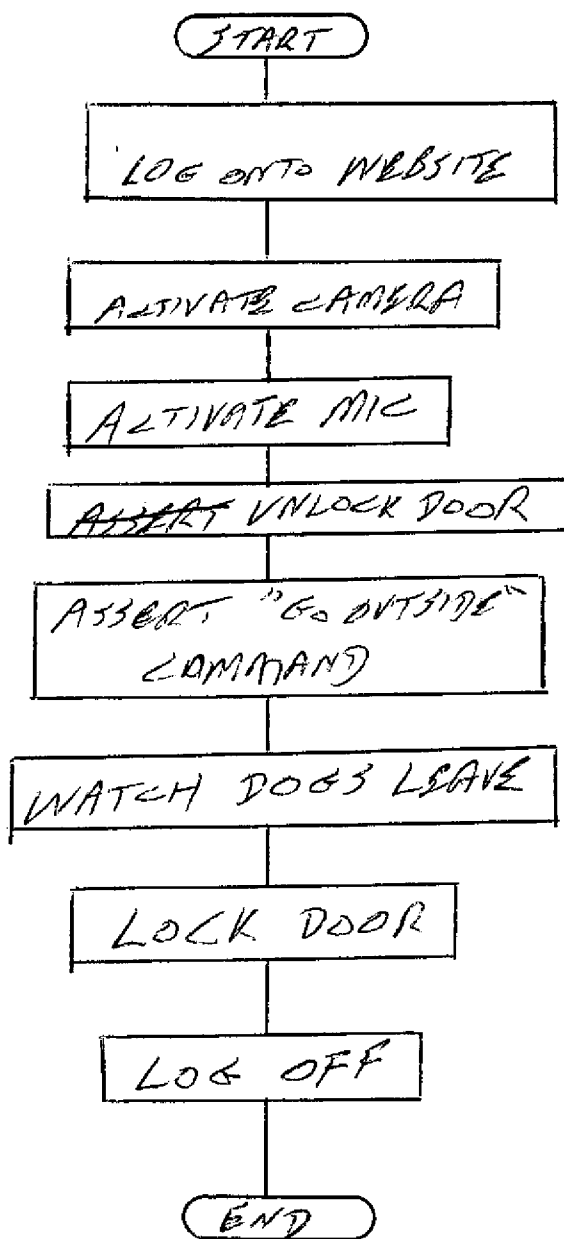 START
LOG ONTO WEBSITE
ACTIVATE CAMERA
ACTIVATE MIC
ASSERT UNLOCK DOOR
ASSERT "GO OUTSIDE"
COMMAND
WATCH DOGS LEAVE
LOCK DOOR
LOG OFF
END